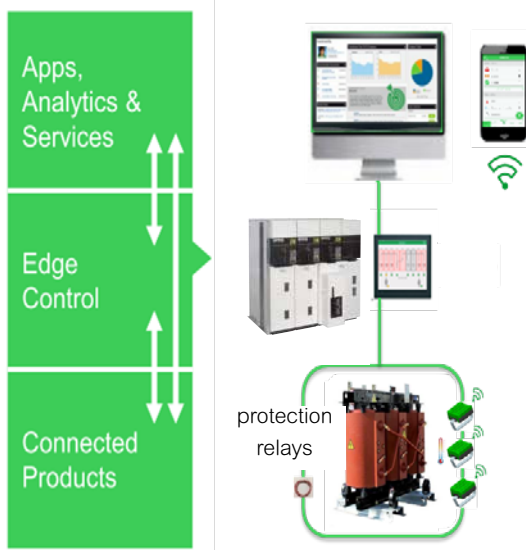 Apps,
Analytics &
Services
Edge
Control
Connected
Products
protection
relays